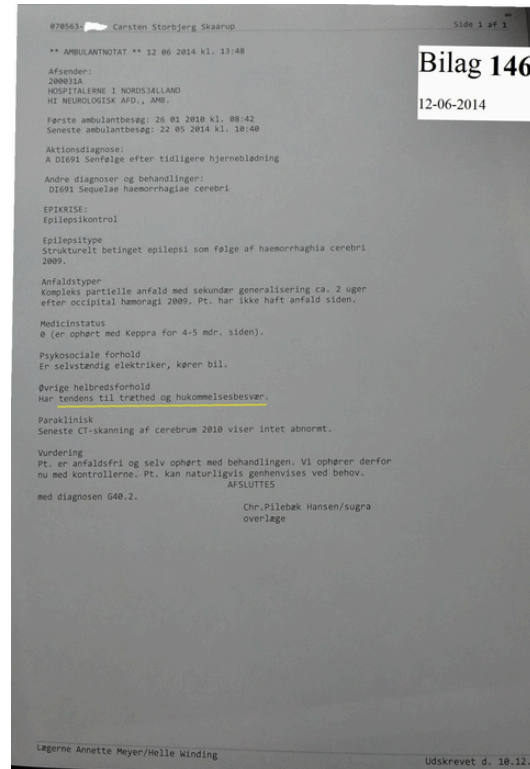 070563- Carsten Storbjerg Skaarup
Side 1 af 1
** AMBULANTNOTAT ** 12 06 2014 kl. 13:48
Bilag 146
12-06-2014
Afsender:
200031A
HOSPITALERNE I NORDSJÆLLAND
HI NEUROLOGISK AFD., AMB.
Første ambulantbesøg: 26 01 2010 kl. 08:42
Seneste ambulantbesøg: 22 05 2014 kl. 10:40
Aktionsdiagnose:
A DI691 Senfølge efter tidligere hjerneblødning
Andre diagnoser og behandlinger:
DI691 Sequelae haemorrhagiae cerebri
EPIKRISE:
Epilepsikontrol
Epilepsitype
Strukturelt betinget epilepsi som følge af haemorrhaghia cerebri
2009.
Anfaldstyper
Kompleks partielle anfald med sekundær generalisering ca. 2 uger
efter occipital hæmoragi 2009. Pt. har ikke haft anfald siden.
Medicinstatus
0 (er ophørt med Keppra for 4-5 mdr. siden).
Psykosociale forhold
Er selvstændig elektriker, kører bil.
Øvrige helbredsforhold
Har tendens til træthed og hukommelsesbesvær.
Paraklinisk
Seneste CT-skanning af cerebrum 2010 viser intet abnormt.
Vurdering
Pt. er anfaldsfri og selv ophørt med behandlingen. Vi ophører derfor
nu med kontrollerne. Pt. kan naturligvis genhenvises ved behov.
AFSLUTTES
med diagnosen G40.2.
Chr.Pilebæk Hansen/sugra
overlæge
Lægerne Annette Meyer/Helle Winding
Udskrevet d. 10.12